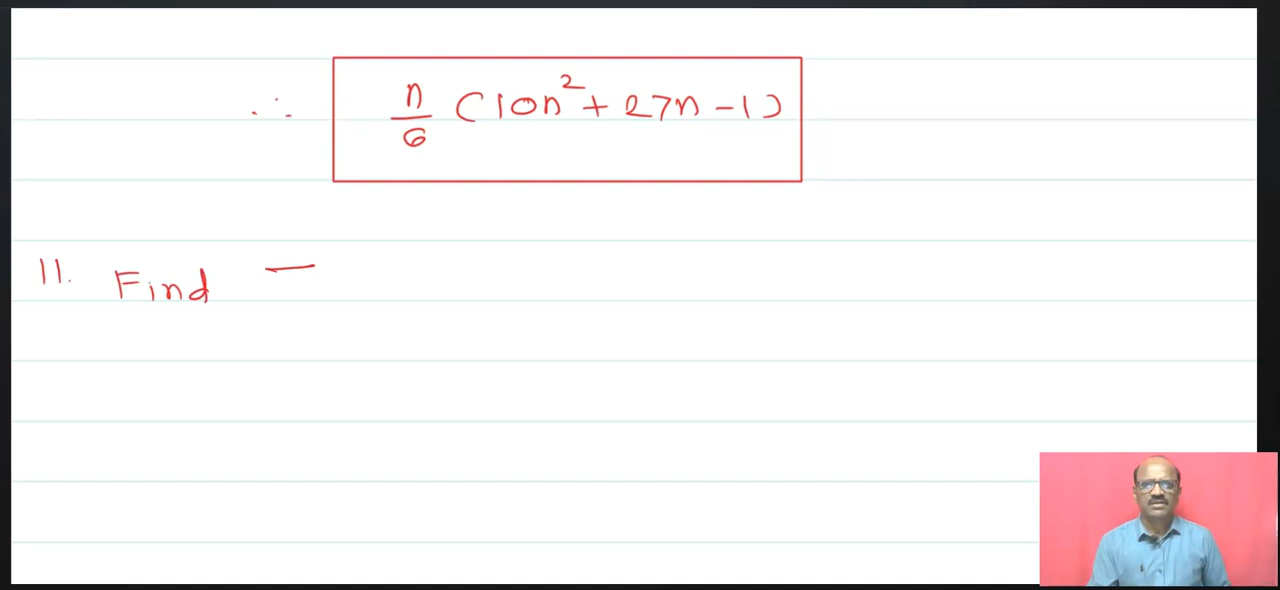 ∴ n/6 (10n² + 27n - 1)
11. Find